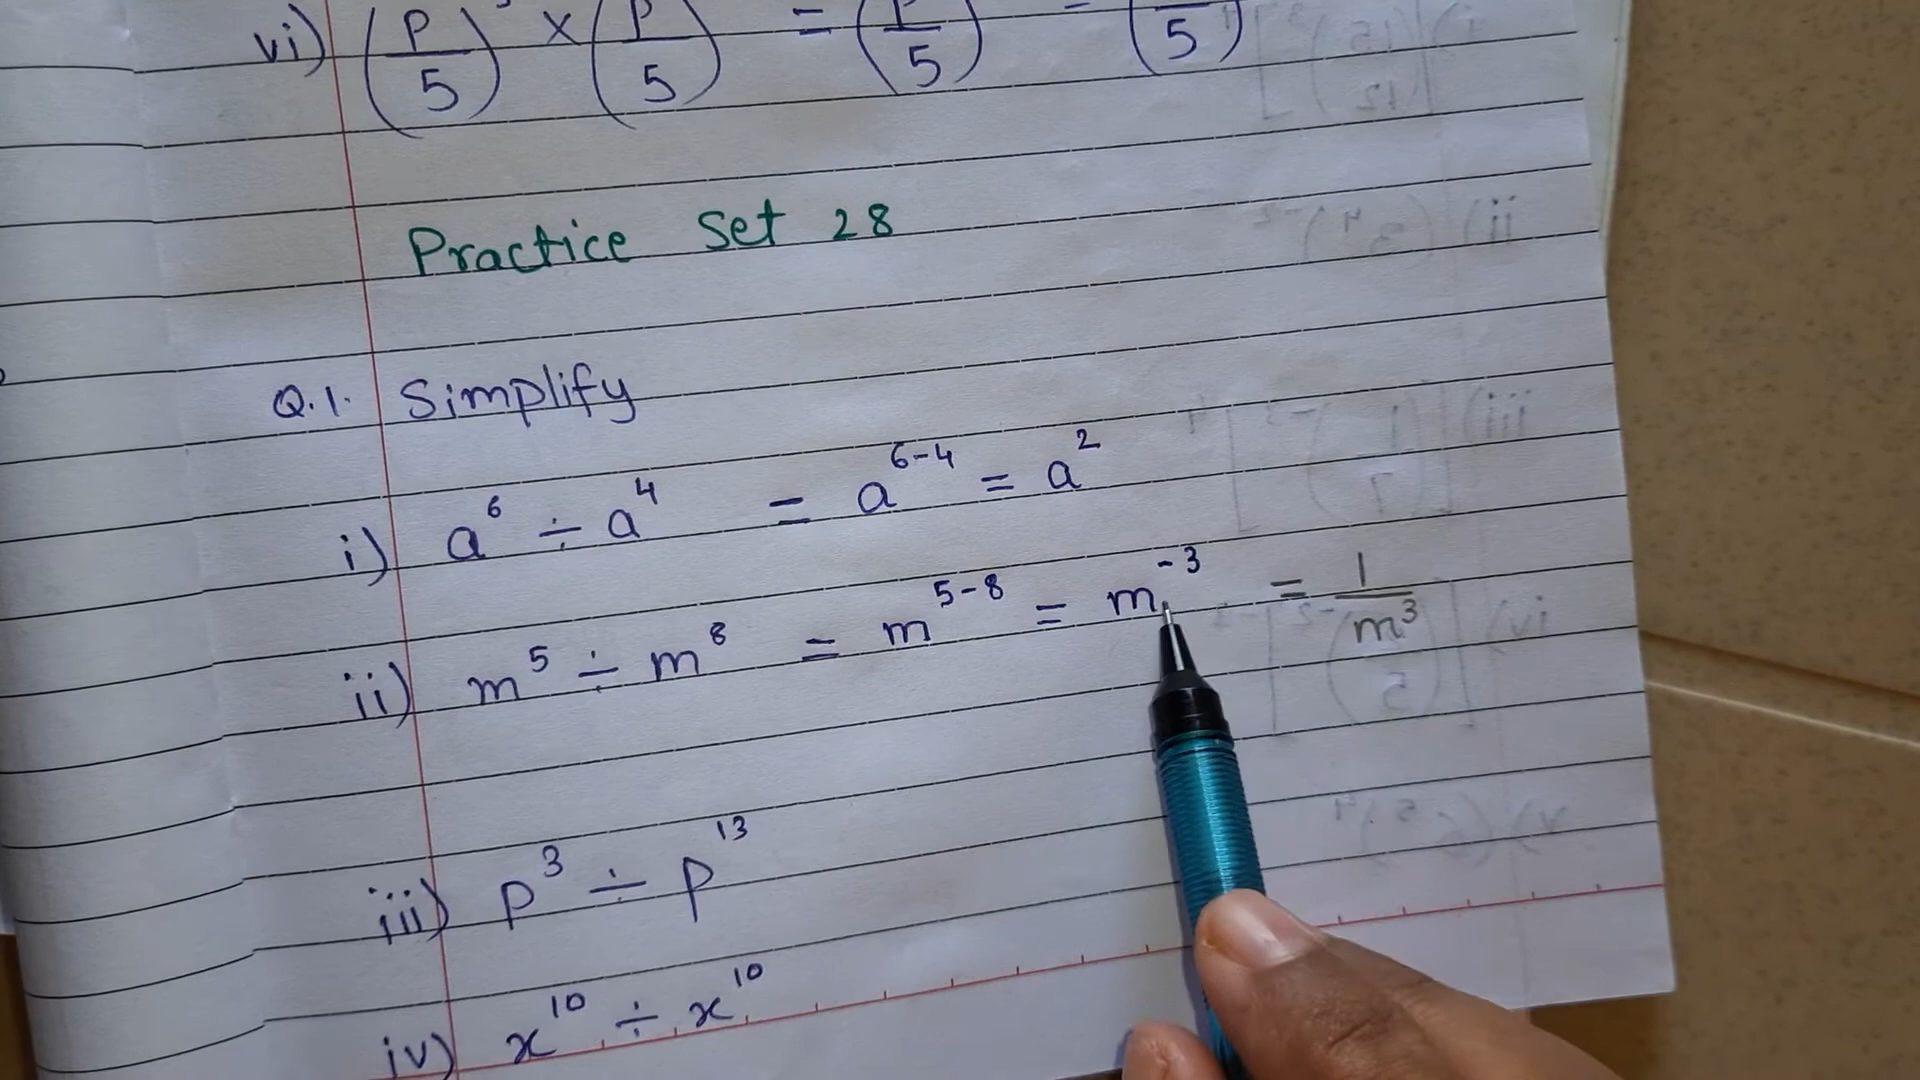 vi) (P/5) × (P/5) = (P/5) = (/5)
Practice Set 28
Q.1. Simplify
i) a⁶ ÷ a⁴ = a⁶⁻⁴ = a²
ii) m⁵ ÷ m⁸ = m⁵⁻⁸ = m⁻³ = 1/m³
iii) p³ ÷ p¹³
iv) x¹⁰ ÷ x¹⁰